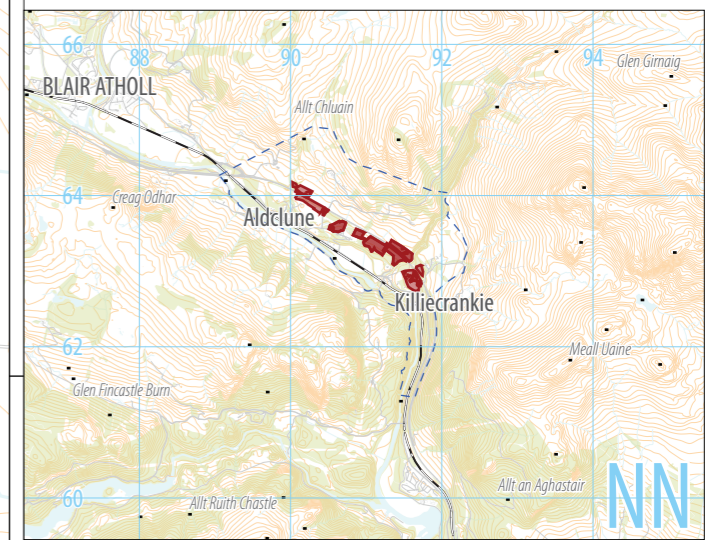 66
88
90
92
94
Glen Girnaig
BLAIR ATHOLL
Allt Chluain
64
Creag Odhar
Aldclune
Killiecrankie
62
Meall Uaine
Glen Fincastle Burn
Allt an Aghastair
NN
60
Allt Ruith Chastle